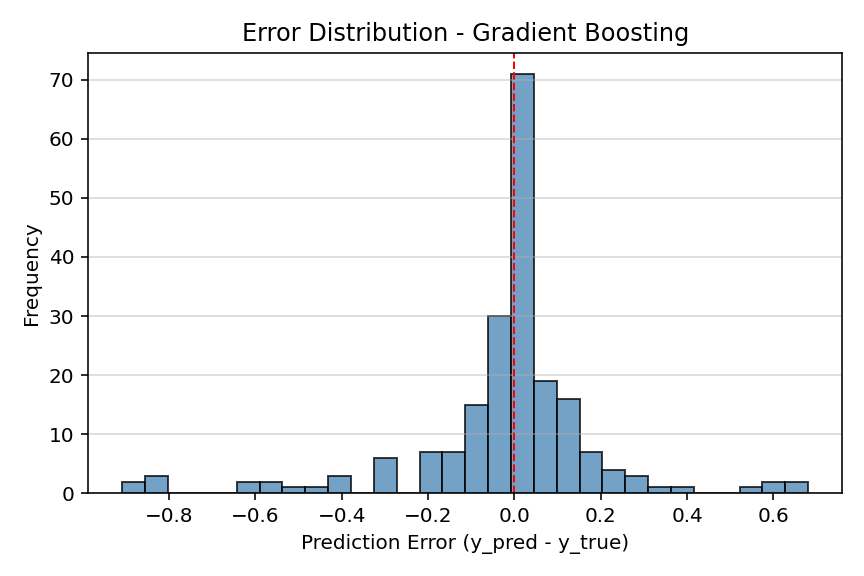 Error Distribution - Gradient Boosting
70
60
50
40
30
20
10
0
Frequency
−0.8 −0.6 −0.4 −0.2 0.0 0.2 0.4 0.6
Prediction Error (y_pred - y_true)